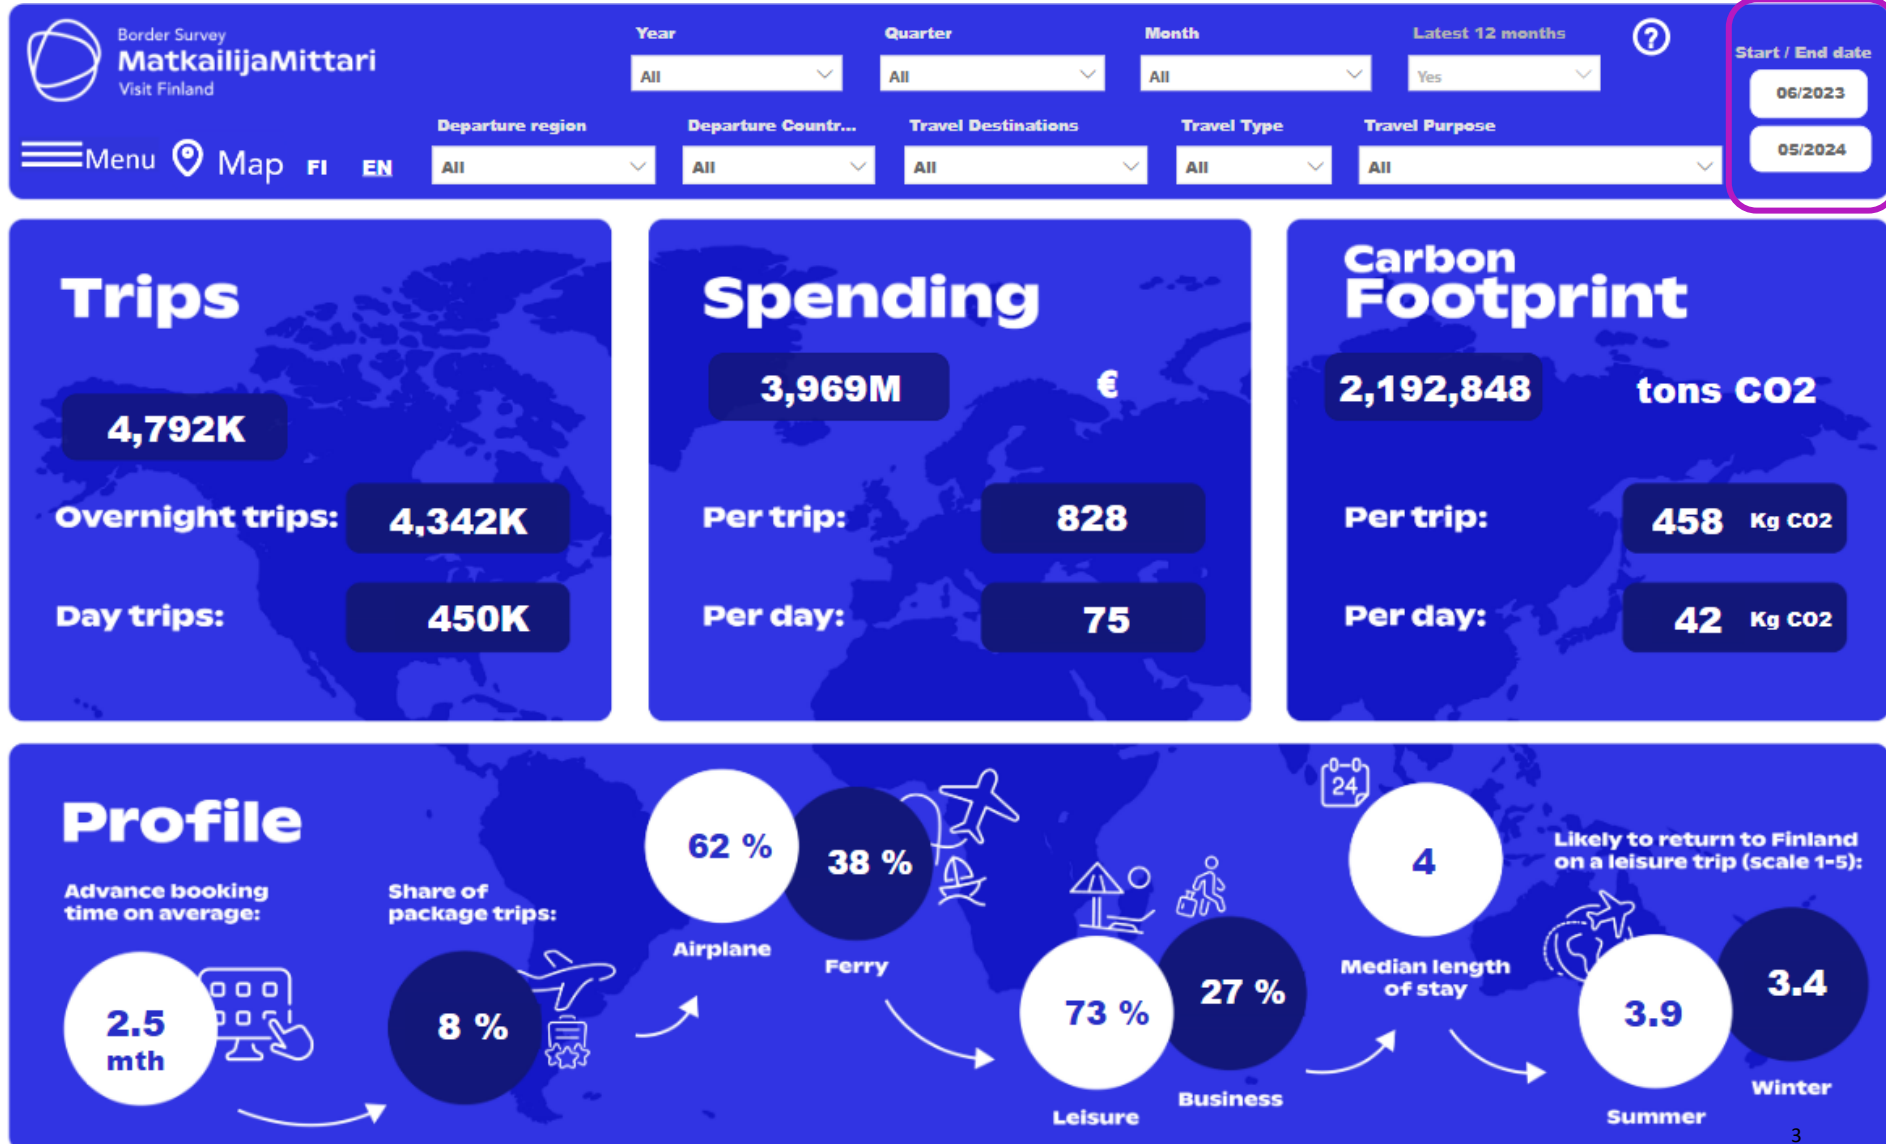 Border Survey
MatkailijaMittari
Visit Finland
Menu
Map
FI
EN
Year
All
Quarter
All
Month
All
Latest 12 months
Yes
?
Departure region
All
Departure Countr...
All
Travel Destinations
All
Travel Type
All
Travel Purpose
All
Start / End date
06/2023
05/2024
Trips
4,792K
Overnight trips: 4,342K
Day trips: 450K
Spending
3,969M €
Per trip: 828
Per day: 75
Carbon
Footprint
2,192,848 tons CO2
Per trip: 458 Kg CO2
Per day: 42 Kg CO2
Profile
Advance booking
time on average:
2.5
mth
Share of
package trips:
8 %
62 %
Airplane
38 %
Ferry
73 %
Leisure
27 %
Business
24
4
Median length
of stay
Likely to return to Finland
on a leisure trip (scale 1-5):
3.9
Summer
3.4
Winter
3